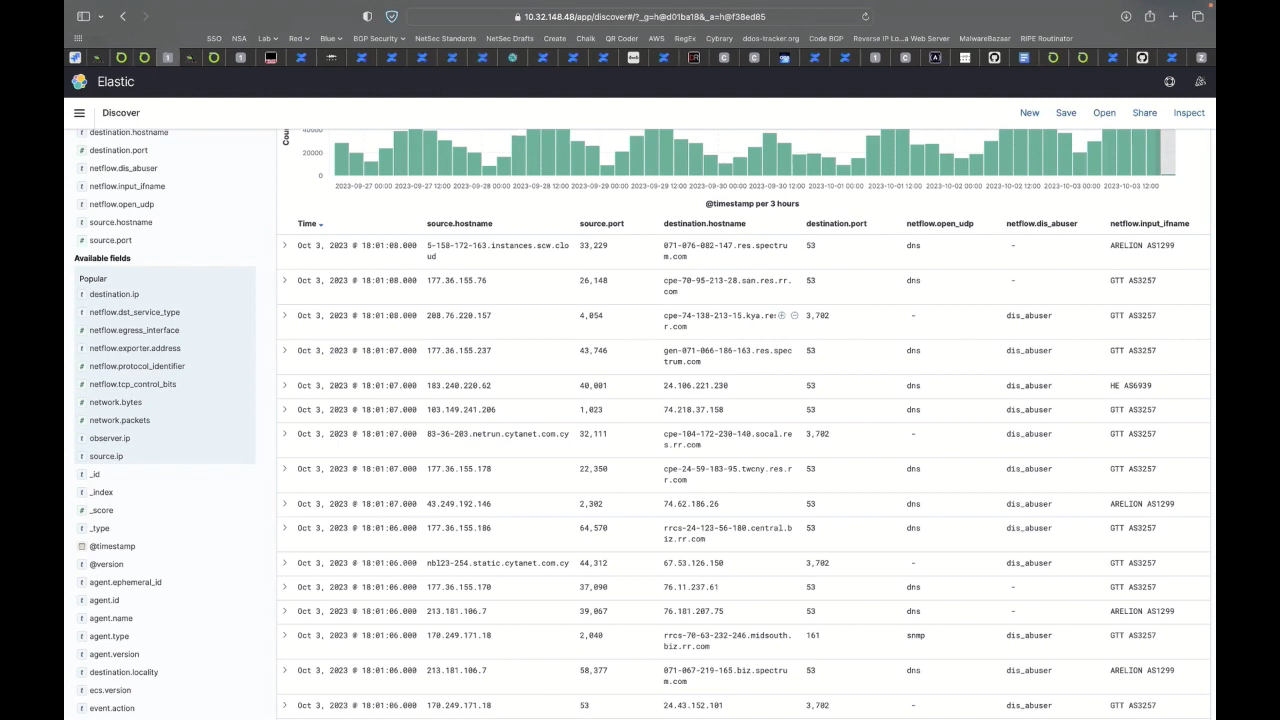 10.32.148.48/app/discover#/?_g=h@d01ba18&_a=h@f38ed85
SSO NSA Lab Red Blue BGP Security NetSec Standards NetSec Drafts Create Chalk QR Coder AWS RegEx Cybrary ddos-tracker.org Code BGP Reverse IP Lo...a Web Server MalwareBazaar RIPE Routinator
Elastic
Discover
New Save Open Share Inspect
destination.hostname
destination.port
netflow.dis_abuser
netflow.input_ifname
netflow.open_udp
source.hostname
source.port
Available fields
Popular
destination.ip
netflow.dst_service_type
netflow.egress_interface
netflow.exporter.address
netflow.protocol_identifier
netflow.tcp_control_bits
network.bytes
network.packets
observer.ip
source.ip
_id
_index
_score
_type
@timestamp
@version
agent.ephemeral_id
agent.id
agent.name
agent.type
agent.version
destination.locality
ecs.version
event.action
40000
20000
0
2023-09-27 00:00 2023-09-27 12:00 2023-09-28 00:00 2023-09-28 12:00 2023-09-29 00:00 2023-09-29 12:00 2023-09-30 00:00 2023-09-30 12:00 2023-10-01 00:00 2023-10-01 12:00 2023-10-02 00:00 2023-10-02 12:00 2023-10-03 00:00 2023-10-03 12:00
@timestamp per 3 hours
Time source.hostname source.port destination.hostname destination.port netflow.open_udp netflow.dis_abuser netflow.input_ifname
Oct 3, 2023 @ 18:01:08.000 5-158-172-163.instances.scw.clo 33,229 071-076-082-147.res.spectru 53 dns - ARELION AS1299
ud m.com
Oct 3, 2023 @ 18:01:08.000 177.36.155.76 26,148 cpe-70-95-213-28.san.res.rr. 53 dns - GTT AS3257
com
Oct 3, 2023 @ 18:01:08.000 208.76.220.157 4,054 cpe-74-138-213-15.kya.res 3,702 - dis_abuser GTT AS3257
r.com
Oct 3, 2023 @ 18:01:07.000 177.36.155.237 43,746 gen-071-066-186-163.res.spec 53 dns dis_abuser GTT AS3257
trum.com
Oct 3, 2023 @ 18:01:07.000 183.240.220.62 40,001 24.106.221.230 53 dns dis_abuser HE AS6939
Oct 3, 2023 @ 18:01:07.000 103.149.241.206 1,023 74.218.37.158 53 dns dis_abuser GTT AS3257
Oct 3, 2023 @ 18:01:07.000 83-36-203.netrun.cytanet.com.cy 32,111 cpe-104-172-230-140.socal.re 3,702 - dis_abuser GTT AS3257
s.rr.com
Oct 3, 2023 @ 18:01:07.000 177.36.155.178 22,350 cpe-24-59-183-95.twcny.res.r 53 dns dis_abuser GTT AS3257
r.com
Oct 3, 2023 @ 18:01:07.000 43.249.192.146 2,302 74.62.186.26 53 dns dis_abuser ARELION AS1299
Oct 3, 2023 @ 18:01:06.000 177.36.155.186 64,570 rrcs-24-123-56-180.central.b 53 dns dis_abuser GTT AS3257
iz.rr.com
Oct 3, 2023 @ 18:01:06.000 nb123-254.static.cytanet.com.cy 44,312 67.53.126.150 3,702 - dis_abuser GTT AS3257
Oct 3, 2023 @ 18:01:06.000 177.36.155.170 37,090 76.11.237.61 53 dns - GTT AS3257
Oct 3, 2023 @ 18:01:06.000 213.181.106.7 39,067 76.181.207.75 53 dns - ARELION AS1299
Oct 3, 2023 @ 18:01:06.000 170.249.171.18 2,040 rrcs-70-63-232-246.midsouth. 161 snmp dis_abuser GTT AS3257
biz.rr.com
Oct 3, 2023 @ 18:01:06.000 213.181.106.7 58,377 071-067-219-165.biz.spectru 53 dns dis_abuser ARELION AS1299
m.com
Oct 3, 2023 @ 18:01:06.000 170.249.171.18 53 24.43.152.101 3,702 - dis_abuser GTT AS3257